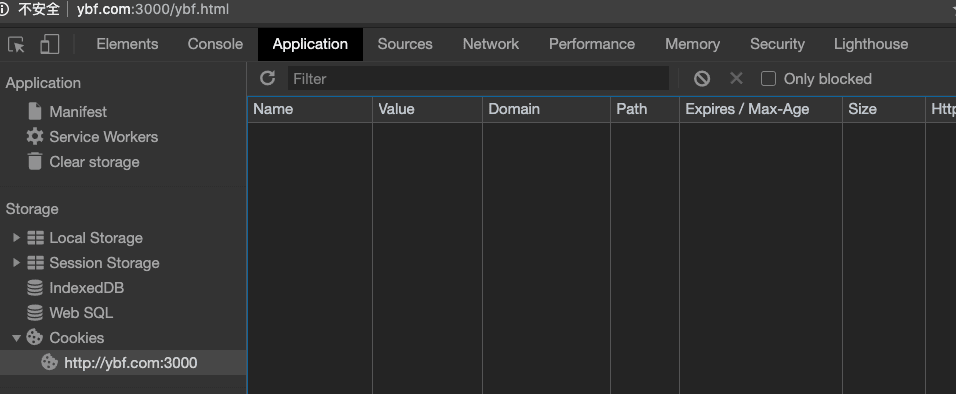 不安全 ybf.com:3000/ybf.html
Elements Console Application Sources Network Performance Memory Security Lighthouse
Application
Manifest
Service Workers
Clear storage
Storage
Local Storage
Session Storage
IndexedDB
Web SQL
Cookies
http://ybf.com:3000
Filter Only blocked
Name Value Domain Path Expires / Max-Age Size Http